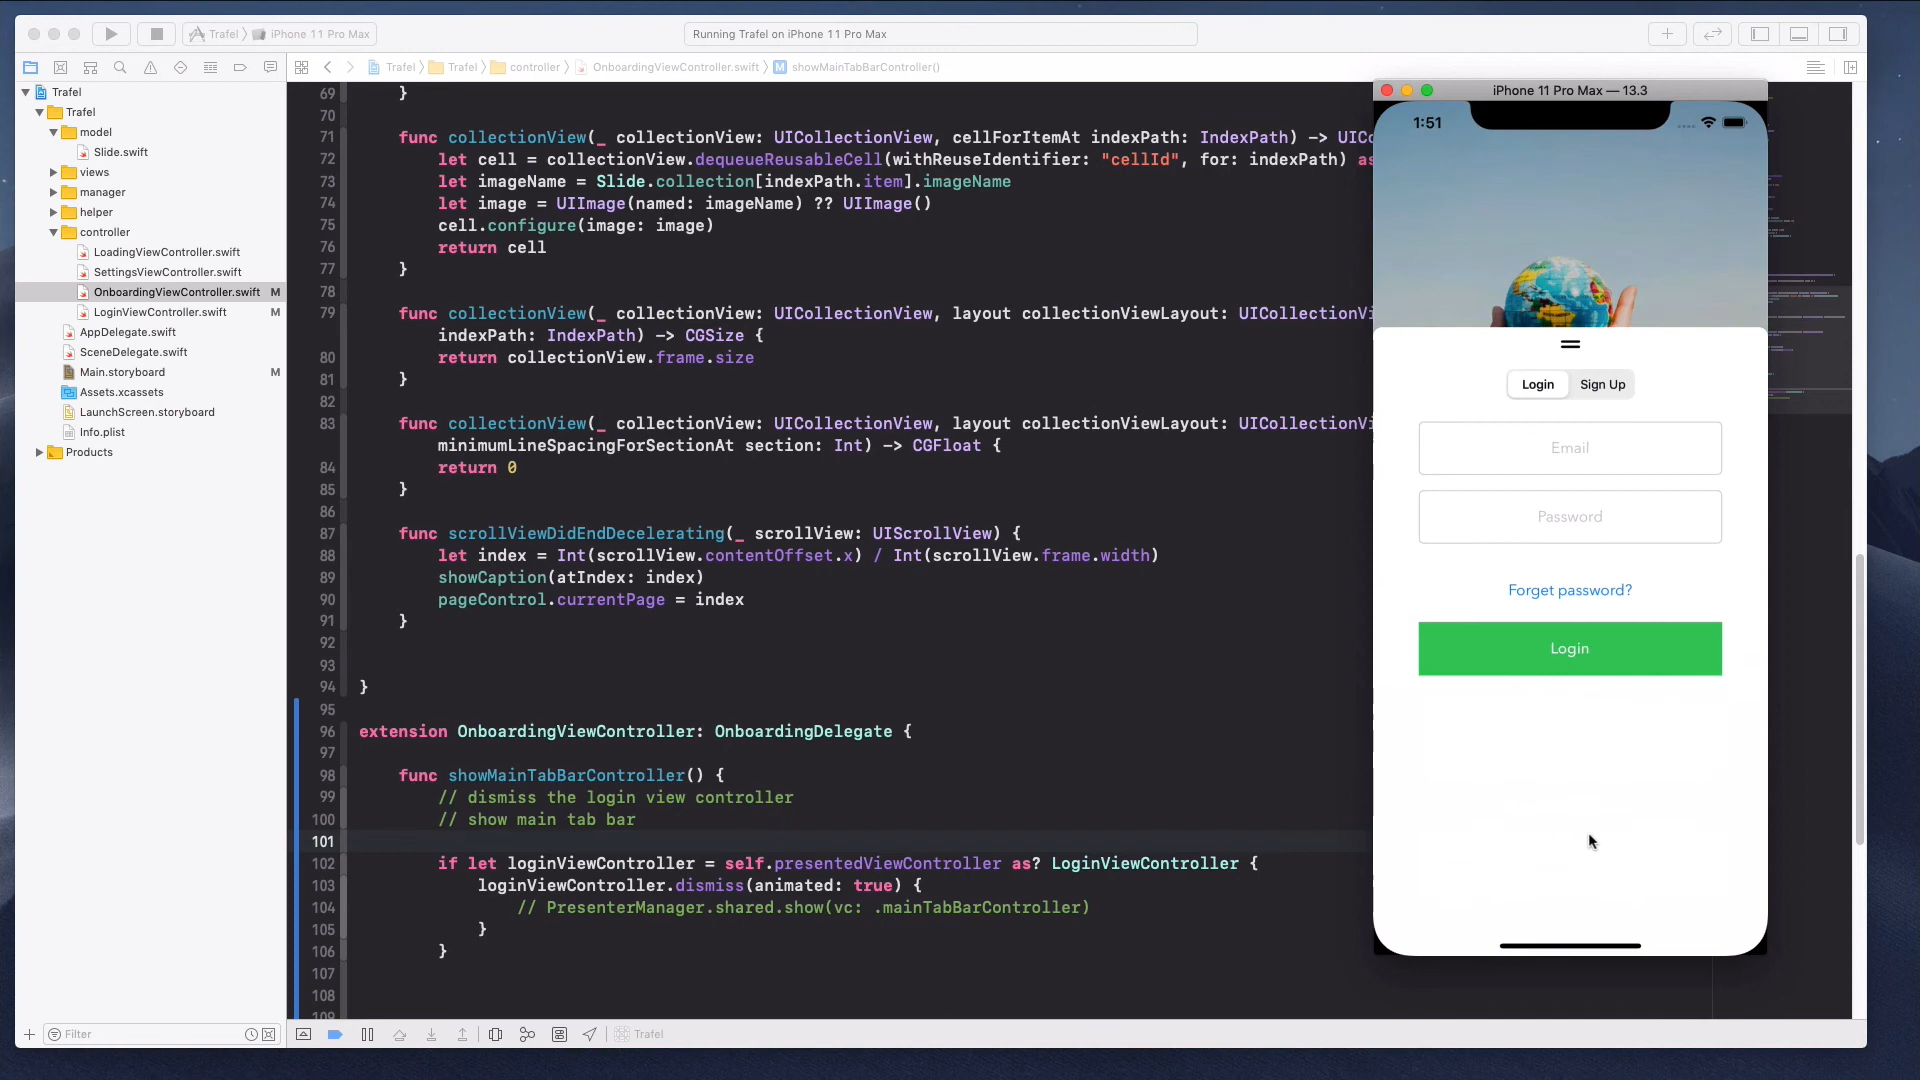 Trafel
iPhone 11 Pro Max
Running Trafel on iPhone 11 Pro Max
Trafel
Trafel
controller
OnboardingViewController.swift
M
showMainTabBarController()
Trafel
Trafel
model
Slide.swift
views
manager
helper
controller
LoadingViewController.swift
SettingsViewController.swift
OnboardingViewController.swift M
LoginViewController.swift M
AppDelegate.swift
SceneDelegate.swift
Main.storyboard M
Assets.xcassets
LaunchScreen.storyboard
Info.plist
Products
Filter
69 }
70
71 func collectionView(_ collectionView: UICollectionView, cellForItemAt indexPath: IndexPath) -> UIC
72 let cell = collectionView.dequeueReusableCell(withReuseIdentifier: "cellId", for: indexPath) as
73 let imageName = Slide.collection[indexPath.item].imageName
74 let image = UIImage(named: imageName) ?? UIImage()
75 cell.configure(image: image)
76 return cell
77 }
78
79 func collectionView(_ collectionView: UICollectionView, layout collectionViewLayout: UICollectionVi
indexPath: IndexPath) -> CGSize {
80 return collectionView.frame.size
81 }
82
83 func collectionView(_ collectionView: UICollectionView, layout collectionViewLayout: UICollectionVi
minimumLineSpacingForSectionAt section: Int) -> CGFloat {
84 return 0
85 }
86
87 func scrollViewDidEndDecelerating(_ scrollView: UIScrollView) {
88 let index = Int(scrollView.contentOffset.x) / Int(scrollView.frame.width)
89 showCaption(atIndex: index)
90 pageControl.currentPage = index
91 }
92
93
94 }
95
96 extension OnboardingViewController: OnboardingDelegate {
97
98 func showMainTabBarController() {
99 // dismiss the login view controller
100 // show main tab bar
101
102 if let loginViewController = self.presentedViewController as? LoginViewController {
103 loginViewController.dismiss(animated: true) {
104 // PresenterManager.shared.show(vc: .mainTabBarController)
105 }
106 }
107
108
109
Trafel
iPhone 11 Pro Max — 13.3
1:51
Login
Sign Up
Email
Password
Forget password?
Login